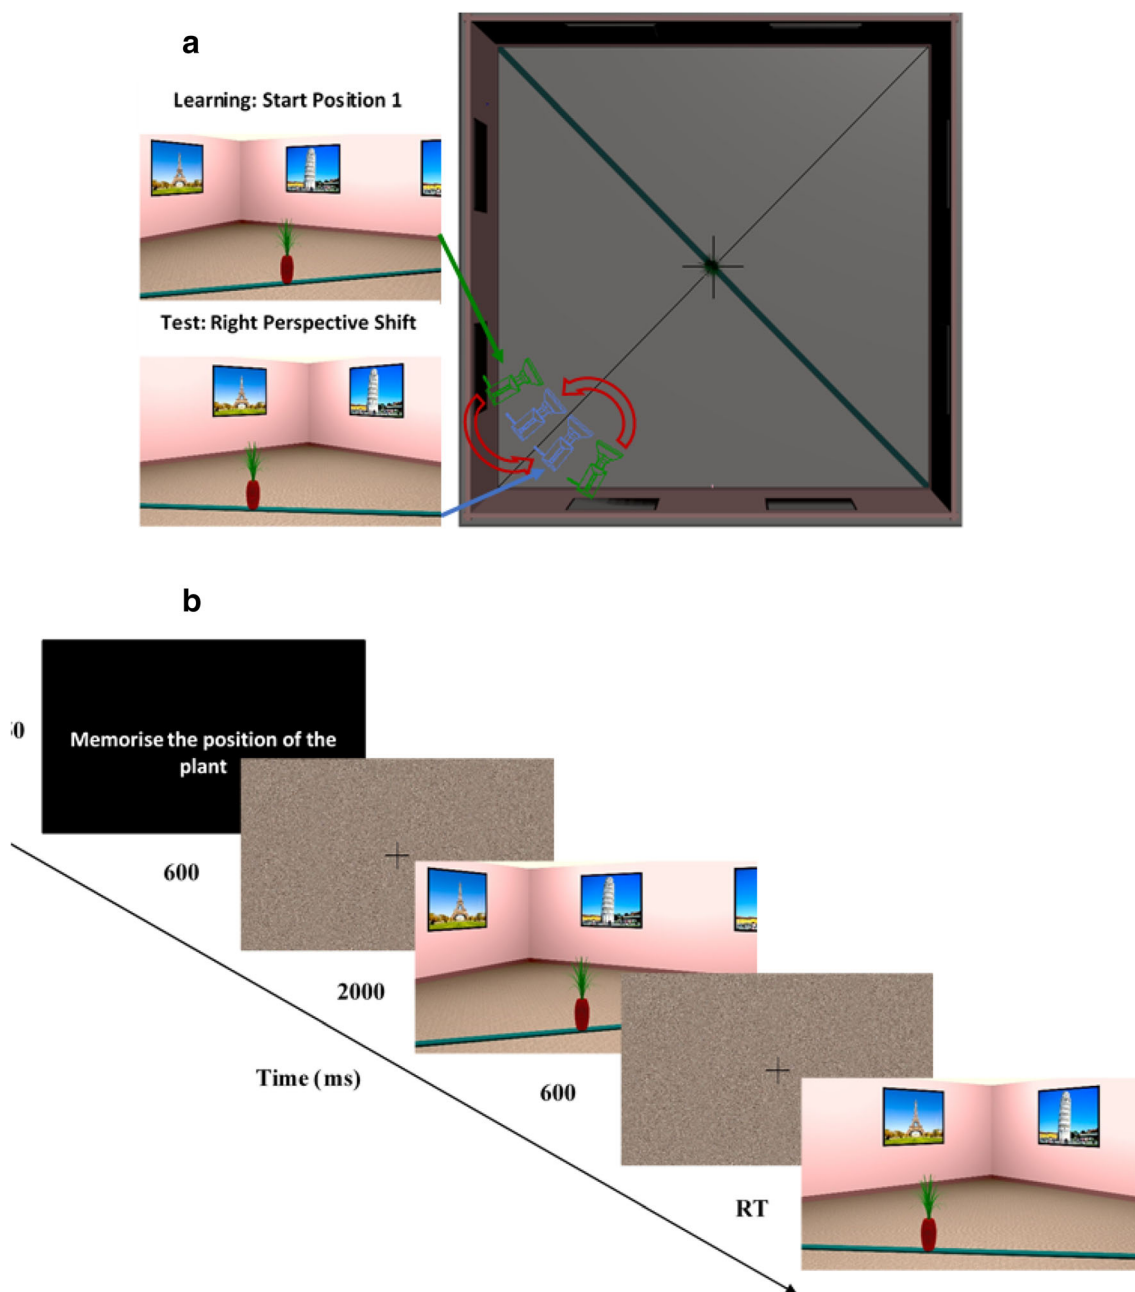 a
Learning: Start Position 1
Test: Right Perspective Shift
b
Memorise the position of the
plant
600
2000
Time (ms)
600
RT